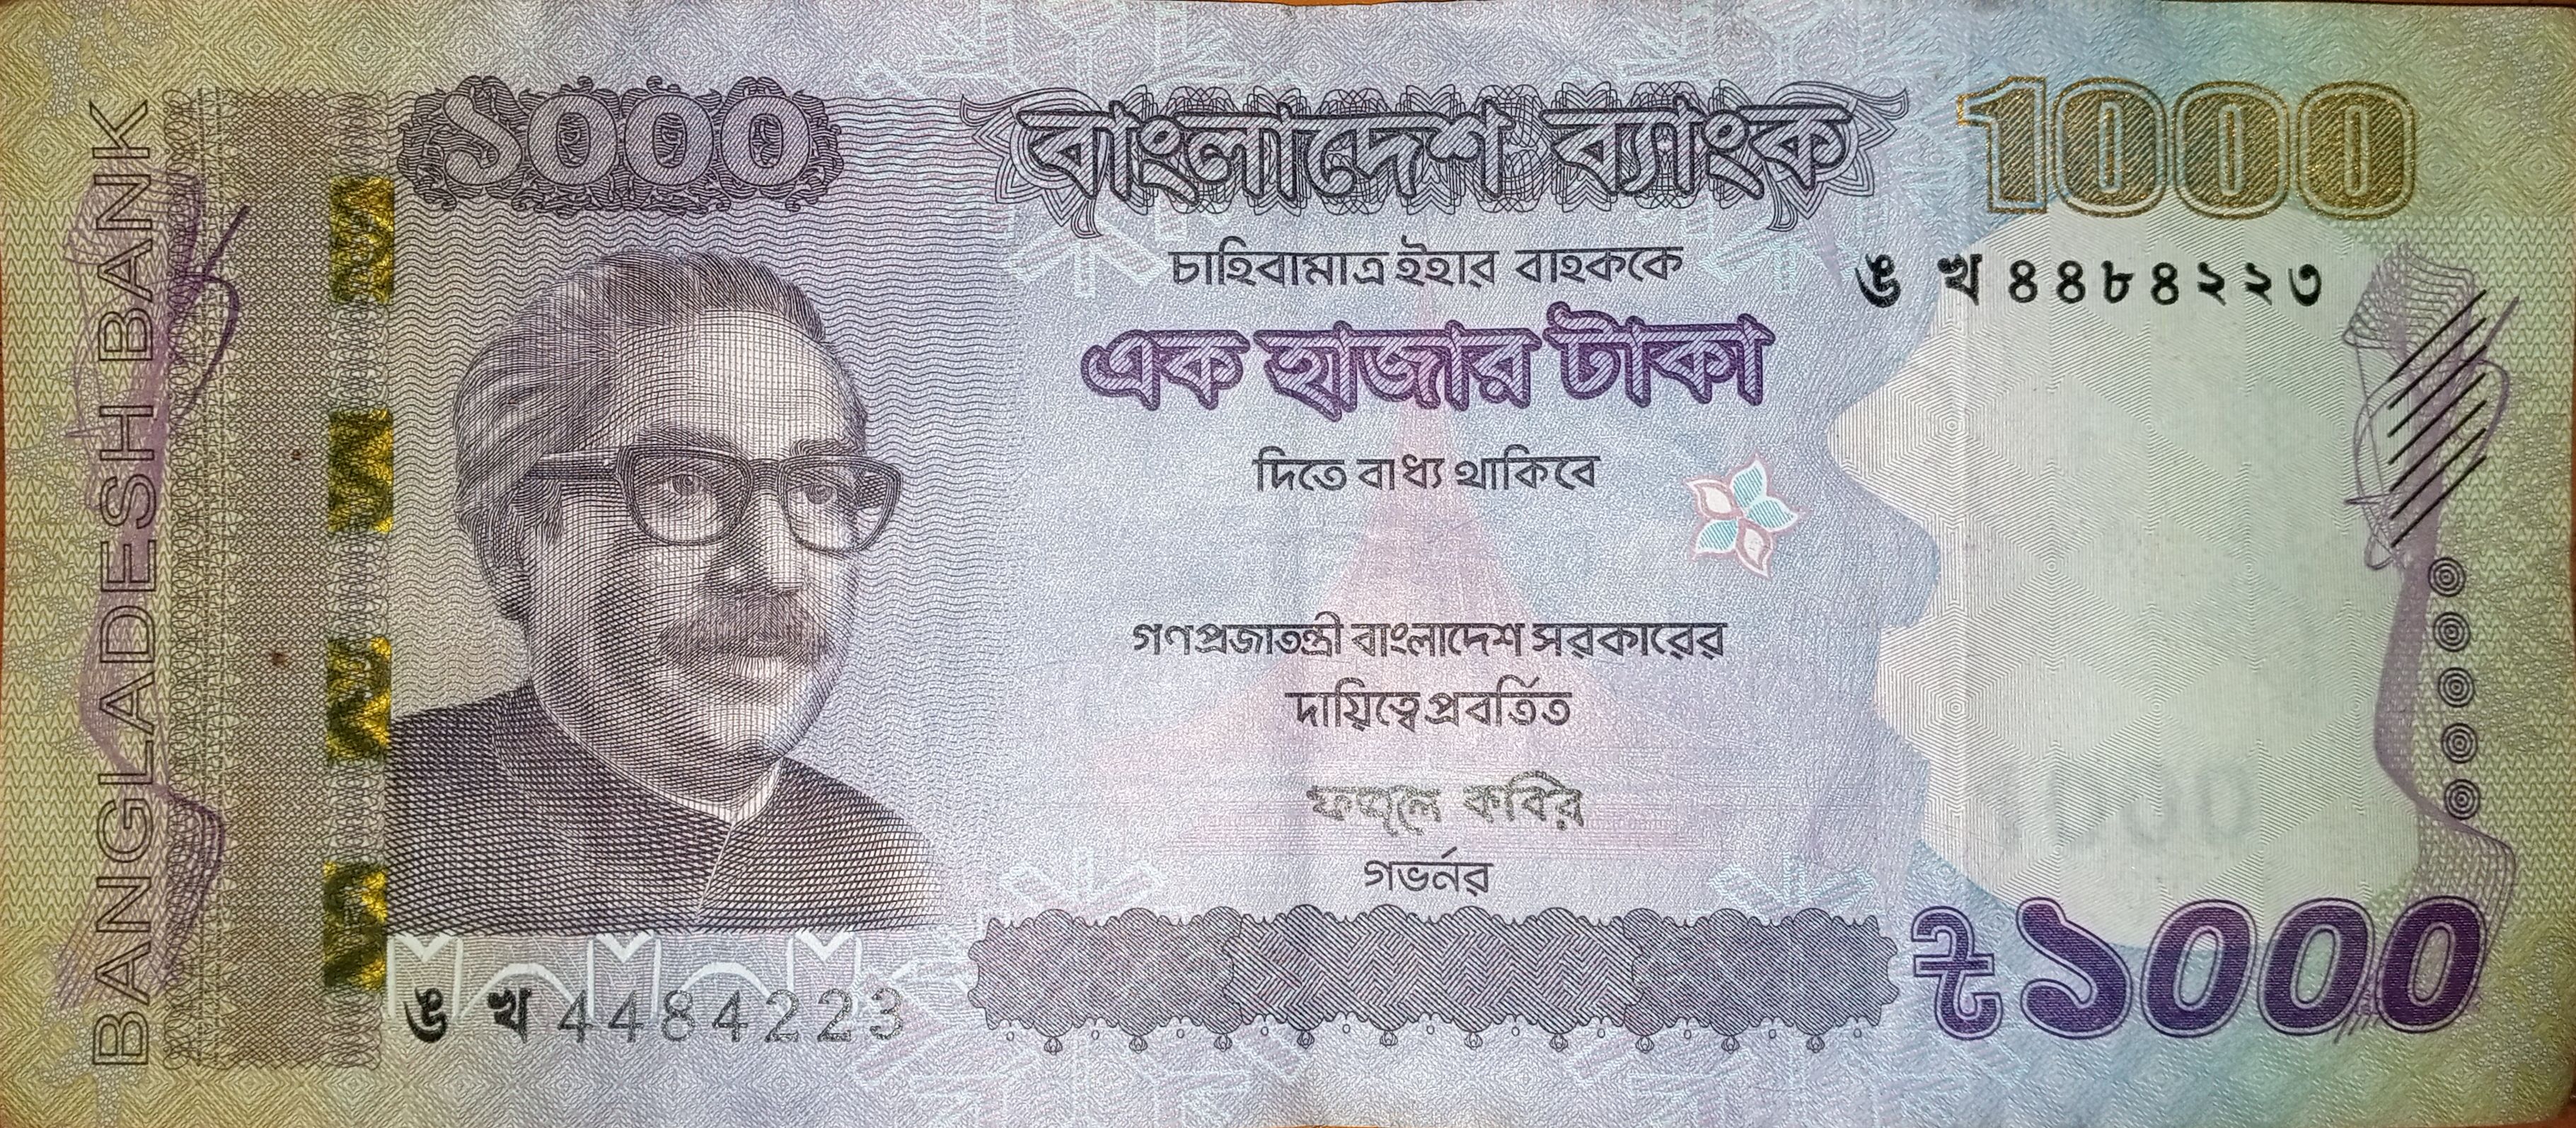 BANGLADESH BANK
১০০০
বাংলাদেশ ব্যাংক
1000
চাহিবামাত্র ইহার বাহককে
ঙ খ ৪৪৮৪২২৩
এক হাজার টাকা
দিতে বাধ্য থাকিবে
গণপ্রজাতন্ত্রী বাংলাদেশ সরকারের
দায়িত্বে প্রবর্তিত
ফজলে কবির
গভর্নর
1000
৳১০০০
ঙ খ 4484223